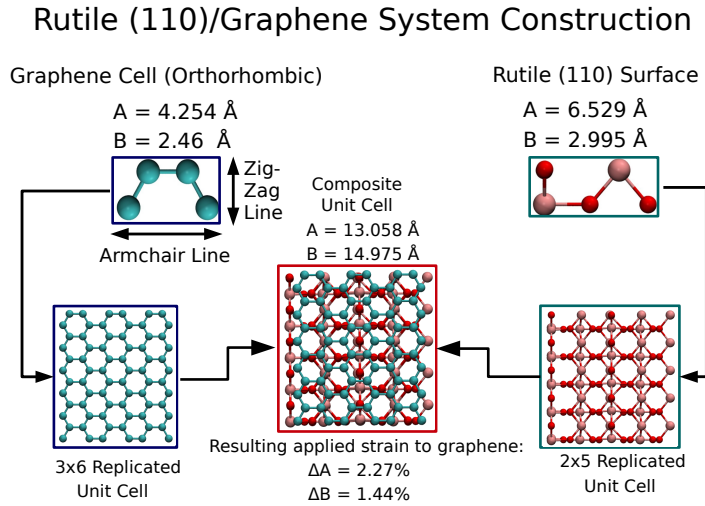 Rutile (110)/Graphene System Construction
Graphene Cell (Orthorhombic)
A = 4.254 Å
B = 2.46 Å
Zig-
Zag
Line
Armchair Line
Rutile (110) Surface
A = 6.529 Å
B = 2.995 Å
Composite
Unit Cell
A = 13.058 Å
B = 14.975 Å
3x6 Replicated
Unit Cell
Resulting applied strain to graphene:
ΔA = 2.27%
ΔB = 1.44%
2x5 Replicated
Unit Cell